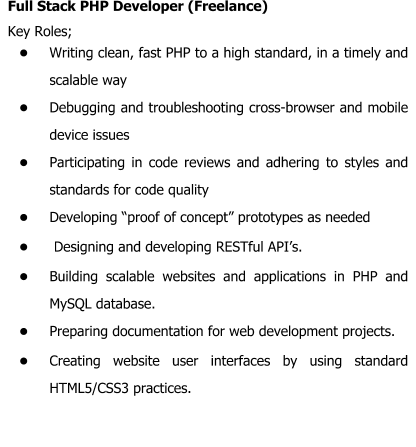 Full Stack PHP Developer (Freelance)
Key Roles;
● Writing clean, fast PHP to a high standard, in a timely and
scalable way
● Debugging and troubleshooting cross-browser and mobile
device issues
● Participating in code reviews and adhering to styles and
standards for code quality
● Developing “proof of concept” prototypes as needed
● Designing and developing RESTful API’s.
● Building scalable websites and applications in PHP and
MySQL database.
● Preparing documentation for web development projects.
● Creating website user interfaces by using standard
HTML5/CSS3 practices.